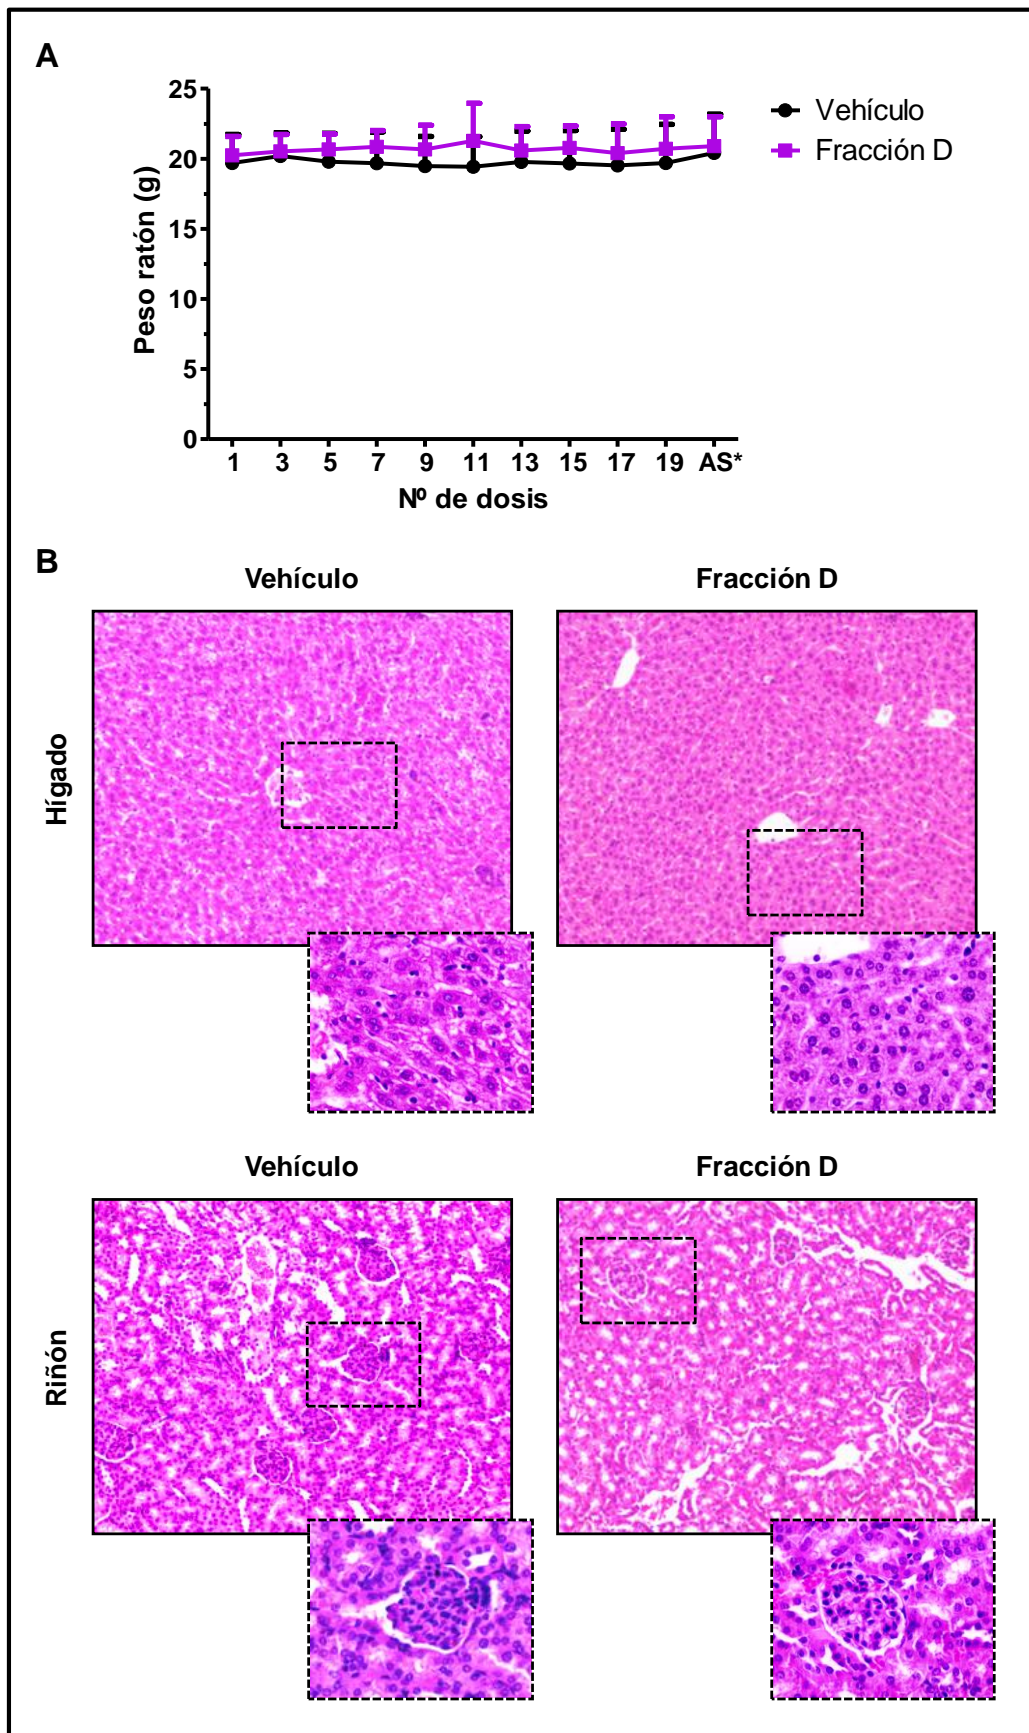 A
25
20
15
10
5
0
Peso ratón (g)
1 3 5 7 9 11 13 15 17 19 AS*
Nº de dosis
Vehículo
Fracción D
B
Vehículo Fracción D
Hígado
Vehículo Fracción D
Riñón